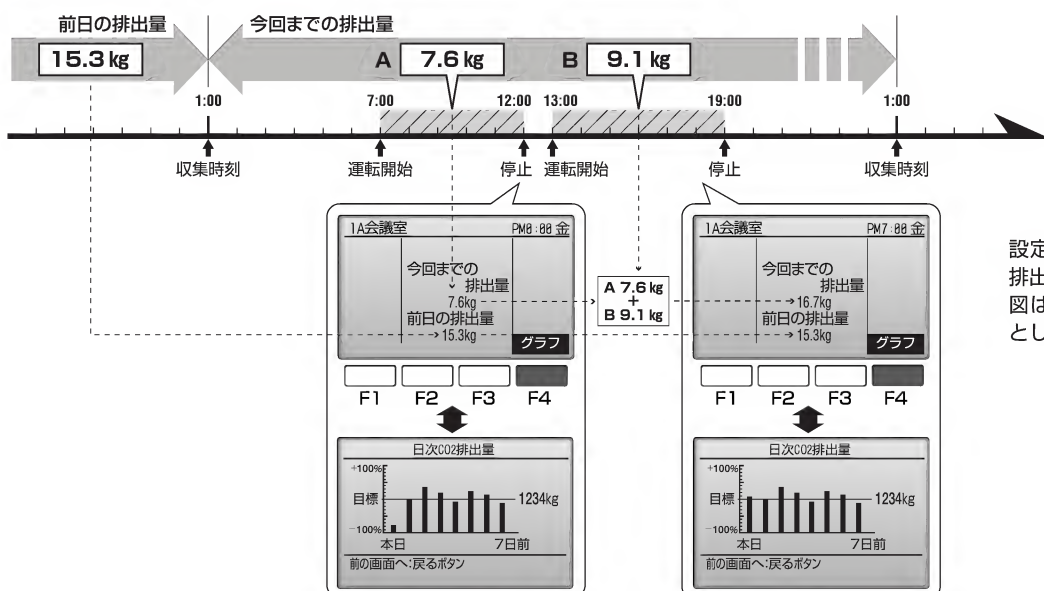 前日の排出量
今回までの排出量
15.3 kg
A 7.6 kg
B 9.1 kg
1:00
7:00
12:00
13:00
19:00
1:00
収集時刻
運転開始
停止
運転開始
停止
収集時刻
1A会議室 PM0:00 金
今回までの
排出量
7.6kg
前日の排出量
15.3kg
グラフ
F1 F2 F3 F4
日次CO2排出量
+100%
目標
1234kg
-100%
本日
7日前
前の画面へ:戻るボタン
A 7.6 kg
+
B 9.1 kg
1A会議室 PM7:00 金
今回までの
排出量
16.7kg
前日の排出量
15.3kg
グラフ
F1 F2 F3 F4
日次CO2排出量
+100%
目標
1234kg
-100%
本日
7日前
前の画面へ:戻るボタン
設定
排出
図は
とし